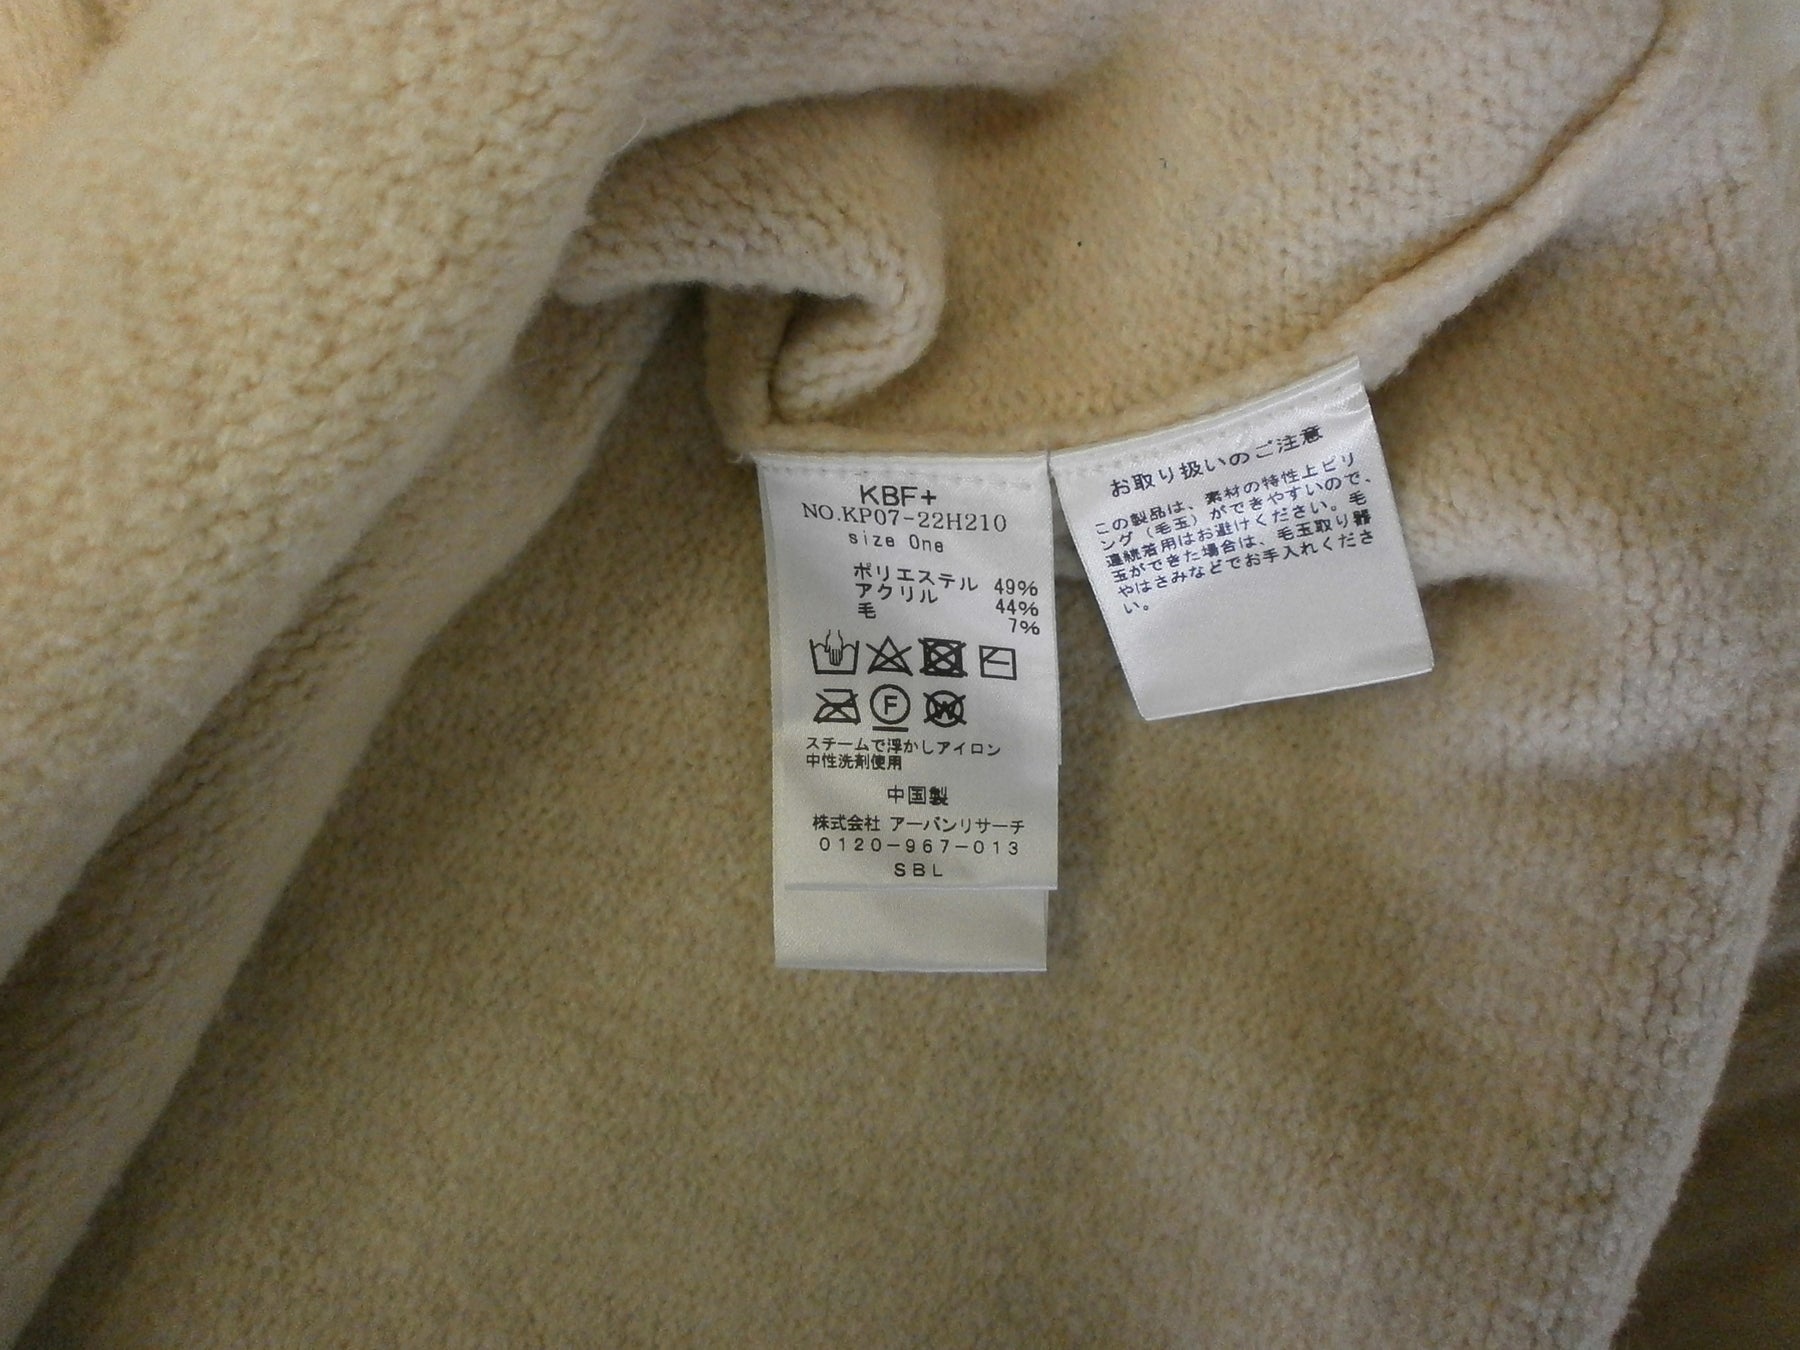 KBF+
NO.KP07-22H210
size One
ポリエステル 49%
アクリル 44%
毛 7%
F
W
スチームで浮かしアイロン
中性洗剤使用
中国製
株式会社 アーバンリサーチ
0120-967-013
SBL
お取り扱いのご注意
この製品は、素材の特性上ピリ
ング（毛玉）ができやすいので、
連続着用はお避けください。毛
玉ができた場合は、毛玉取り器
やはさみなどでお手入れくださ
い。